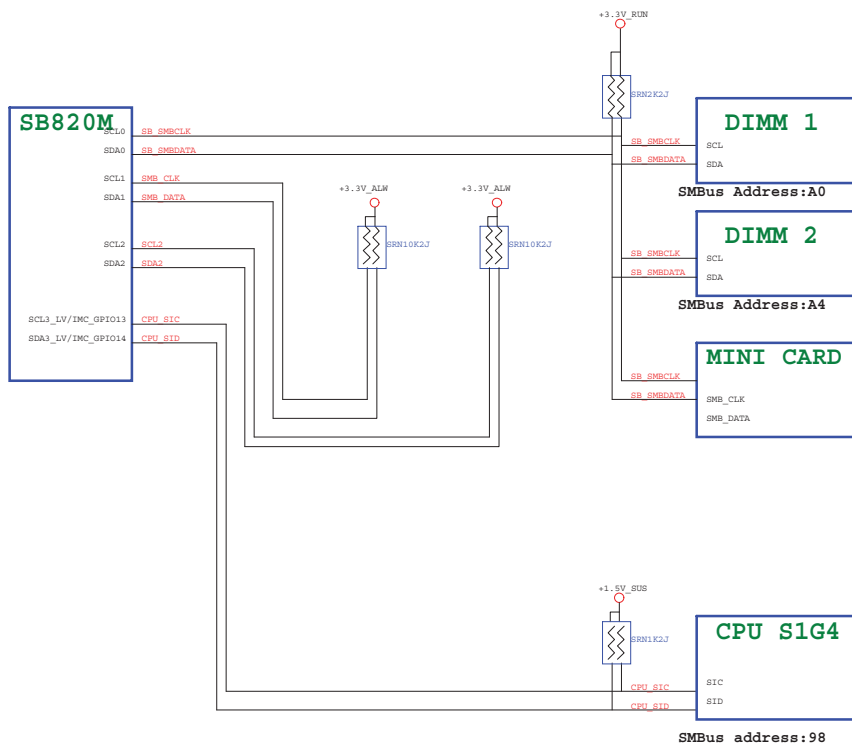 +3.3V_RUN
SRN2K2J
SB820M
SCL0
SB_SMBCLK
SDA0
SB_SMBDATA
SCL1
SMB_CLK
SDA1
SMB_DATA
SCL2
SCL2
SDA2
SDA2
SCL3_LV/IMC_GPIO13
CPU_SIC
SDA3_LV/IMC_GPIO14
CPU_SID
+3.3V_ALW
SRN10K2J
+3.3V_ALW
SRN10K2J
DIMM 1
SB_SMBCLK
SCL
SB_SMBDATA
SDA
SMBus Address:A0
DIMM 2
SB_SMBCLK
SCL
SB_SMBDATA
SDA
SMBus Address:A4
MINI CARD
SB_SMBCLK
SB_SMBDATA
SMB_CLK
SMB_DATA
+1.5V_SUS
SRN1K2J
CPU S1G4
CPU_SIC
SIC
CPU_SID
SID
SMBus address:98